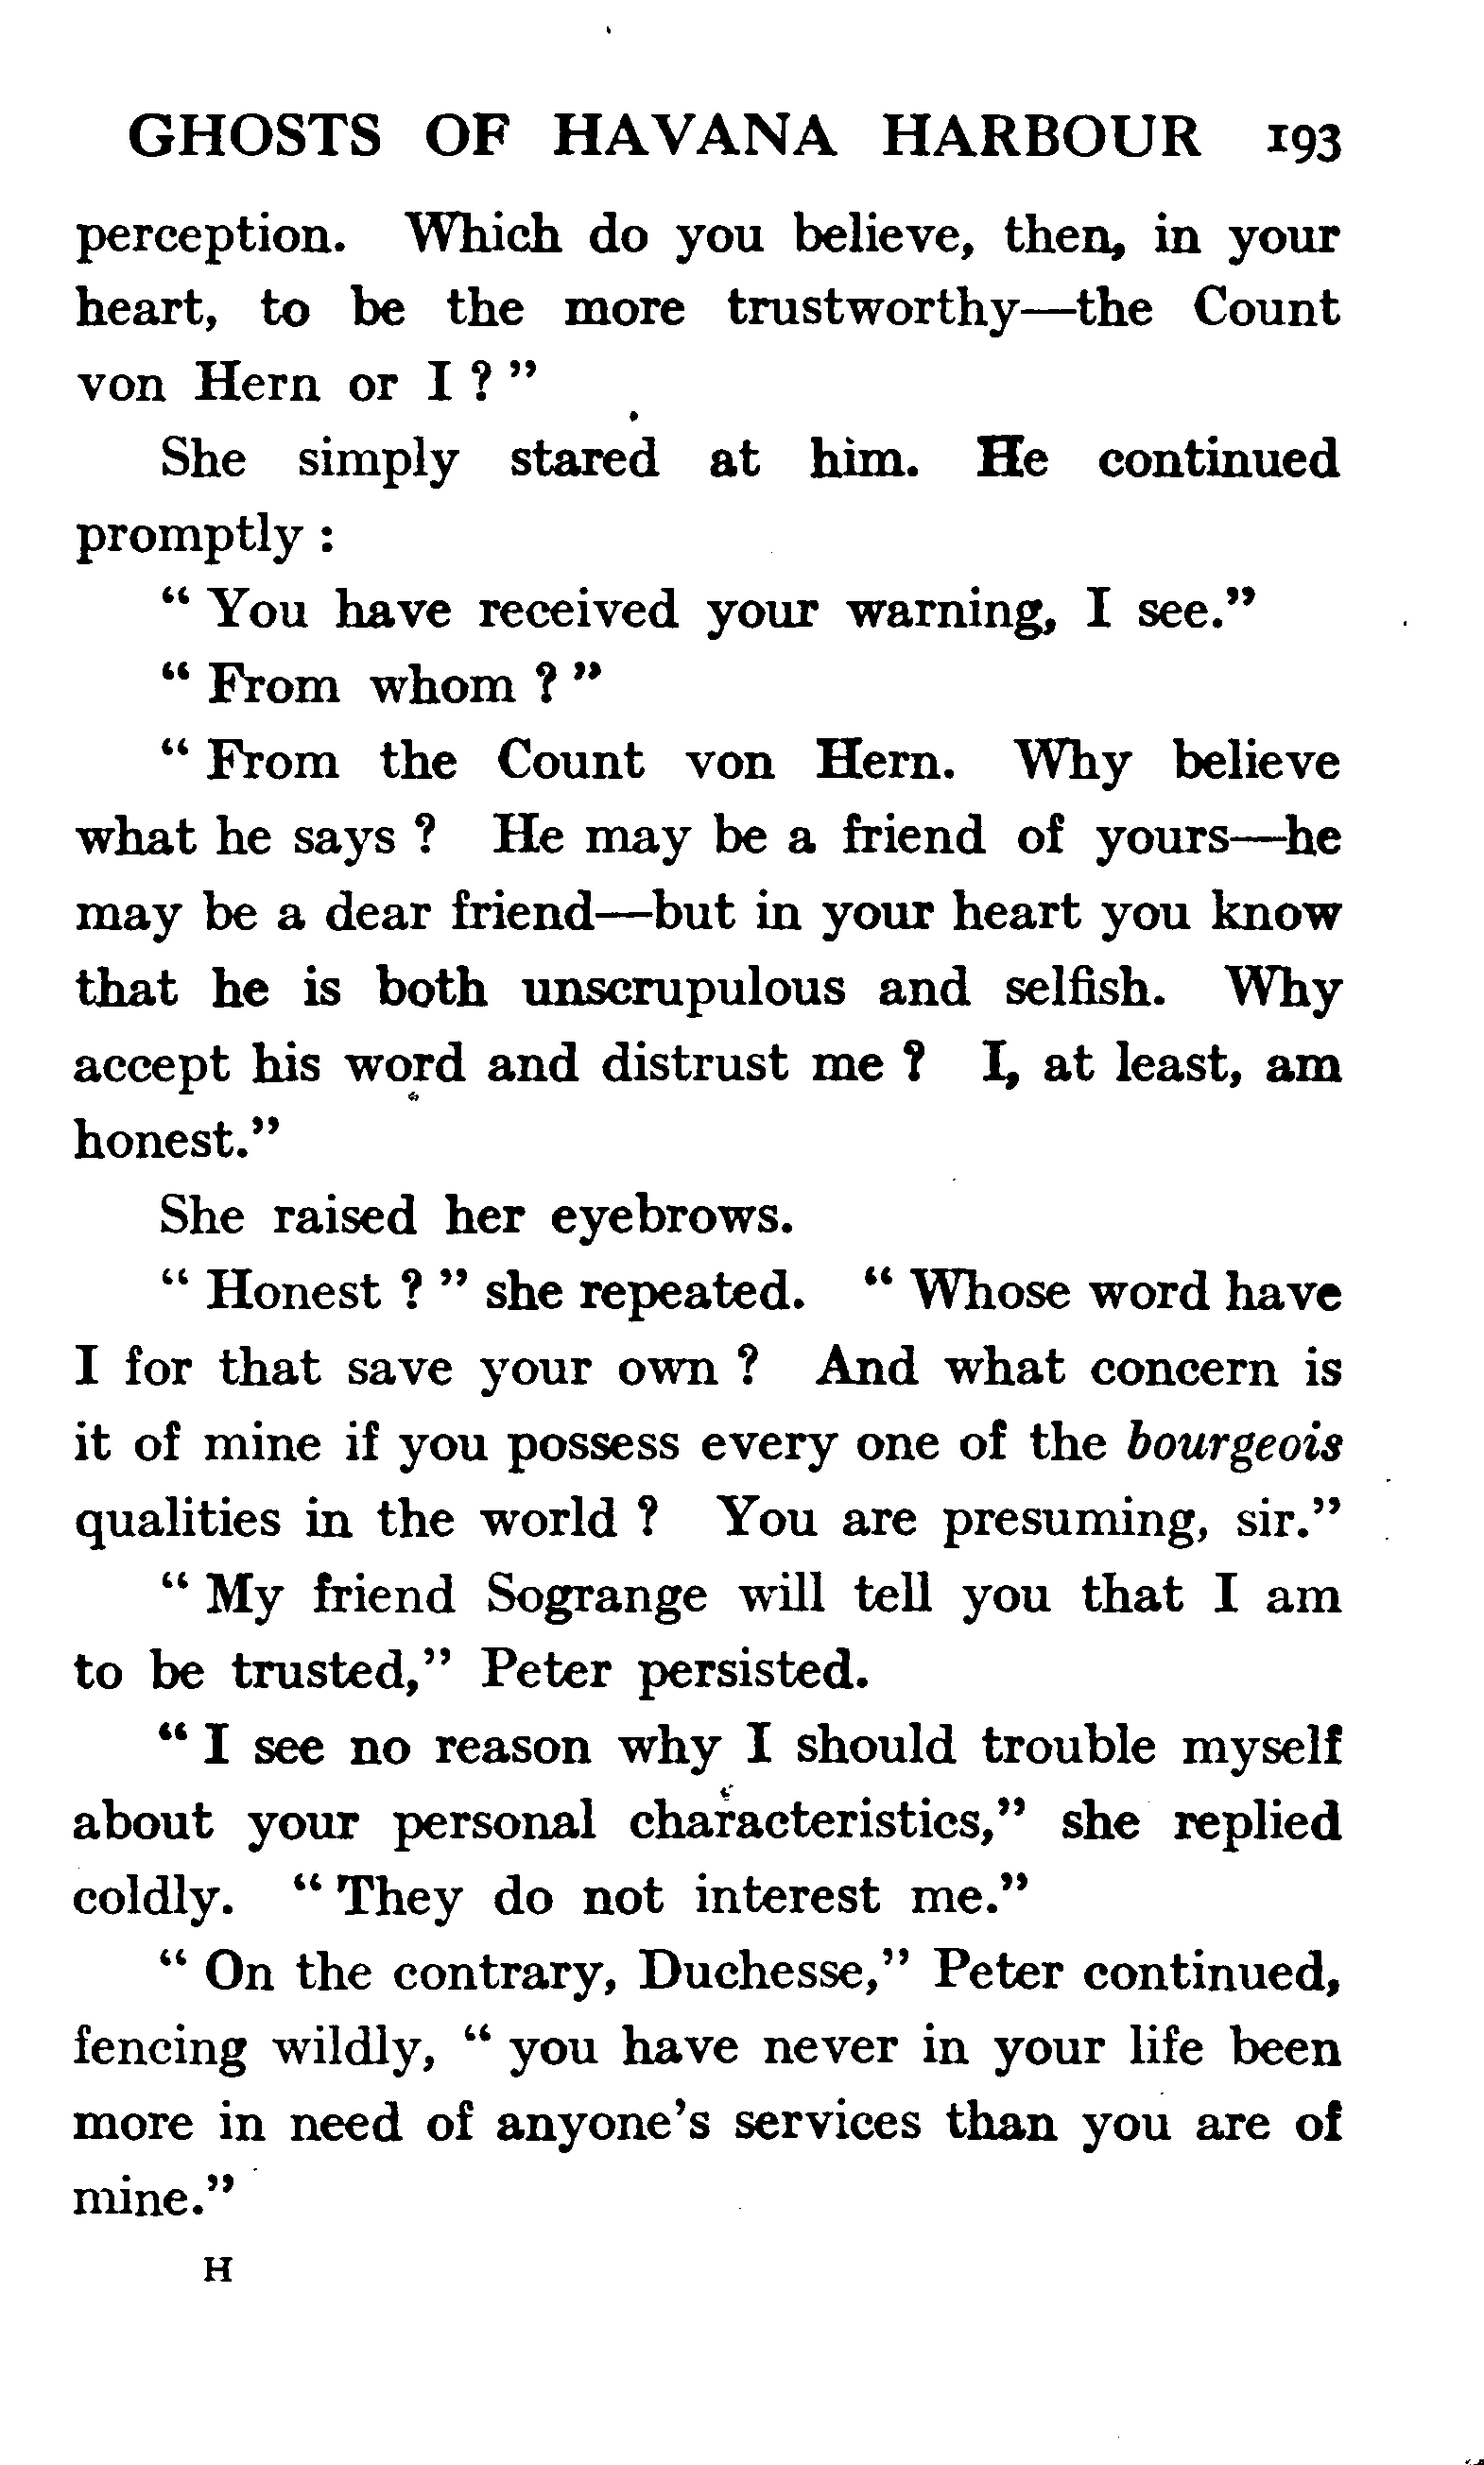 GHOSTS OF HAVANA HARBOUR 193
perception. Which do you believe, then, in your
heart, to be the more trustworthy—the Count
von Hern or I ? ”
She simply stared at him. He continued
promptly :
“ You have received your warning, I see.”
“ From whom ? ”
“ From the Count von Hern. Why believe
what he says ? He may be a friend of yours—he
may be a dear friend—but in your heart you know
that he is both unscrupulous and selfish. Why
accept his word and distrust me ? I, at least, am
honest.”
She raised her eyebrows.
“ Honest ? ” she repeated. “ Whose word have
I for that save your own ? And what concern is
it of mine if you possess every one of the bourgeois
qualities in the world ? You are presuming, sir.”
“ My friend Sogrange will tell you that I am
to be trusted,” Peter persisted.
“ I see no reason why I should trouble myself
about your personal characteristics,” she replied
coldly. “ They do not interest me.”
“ On the contrary, Duchesse,” Peter continued,
fencing wildly, “ you have never in your life been
more in need of anyone’s services than you are of
mine.”
H